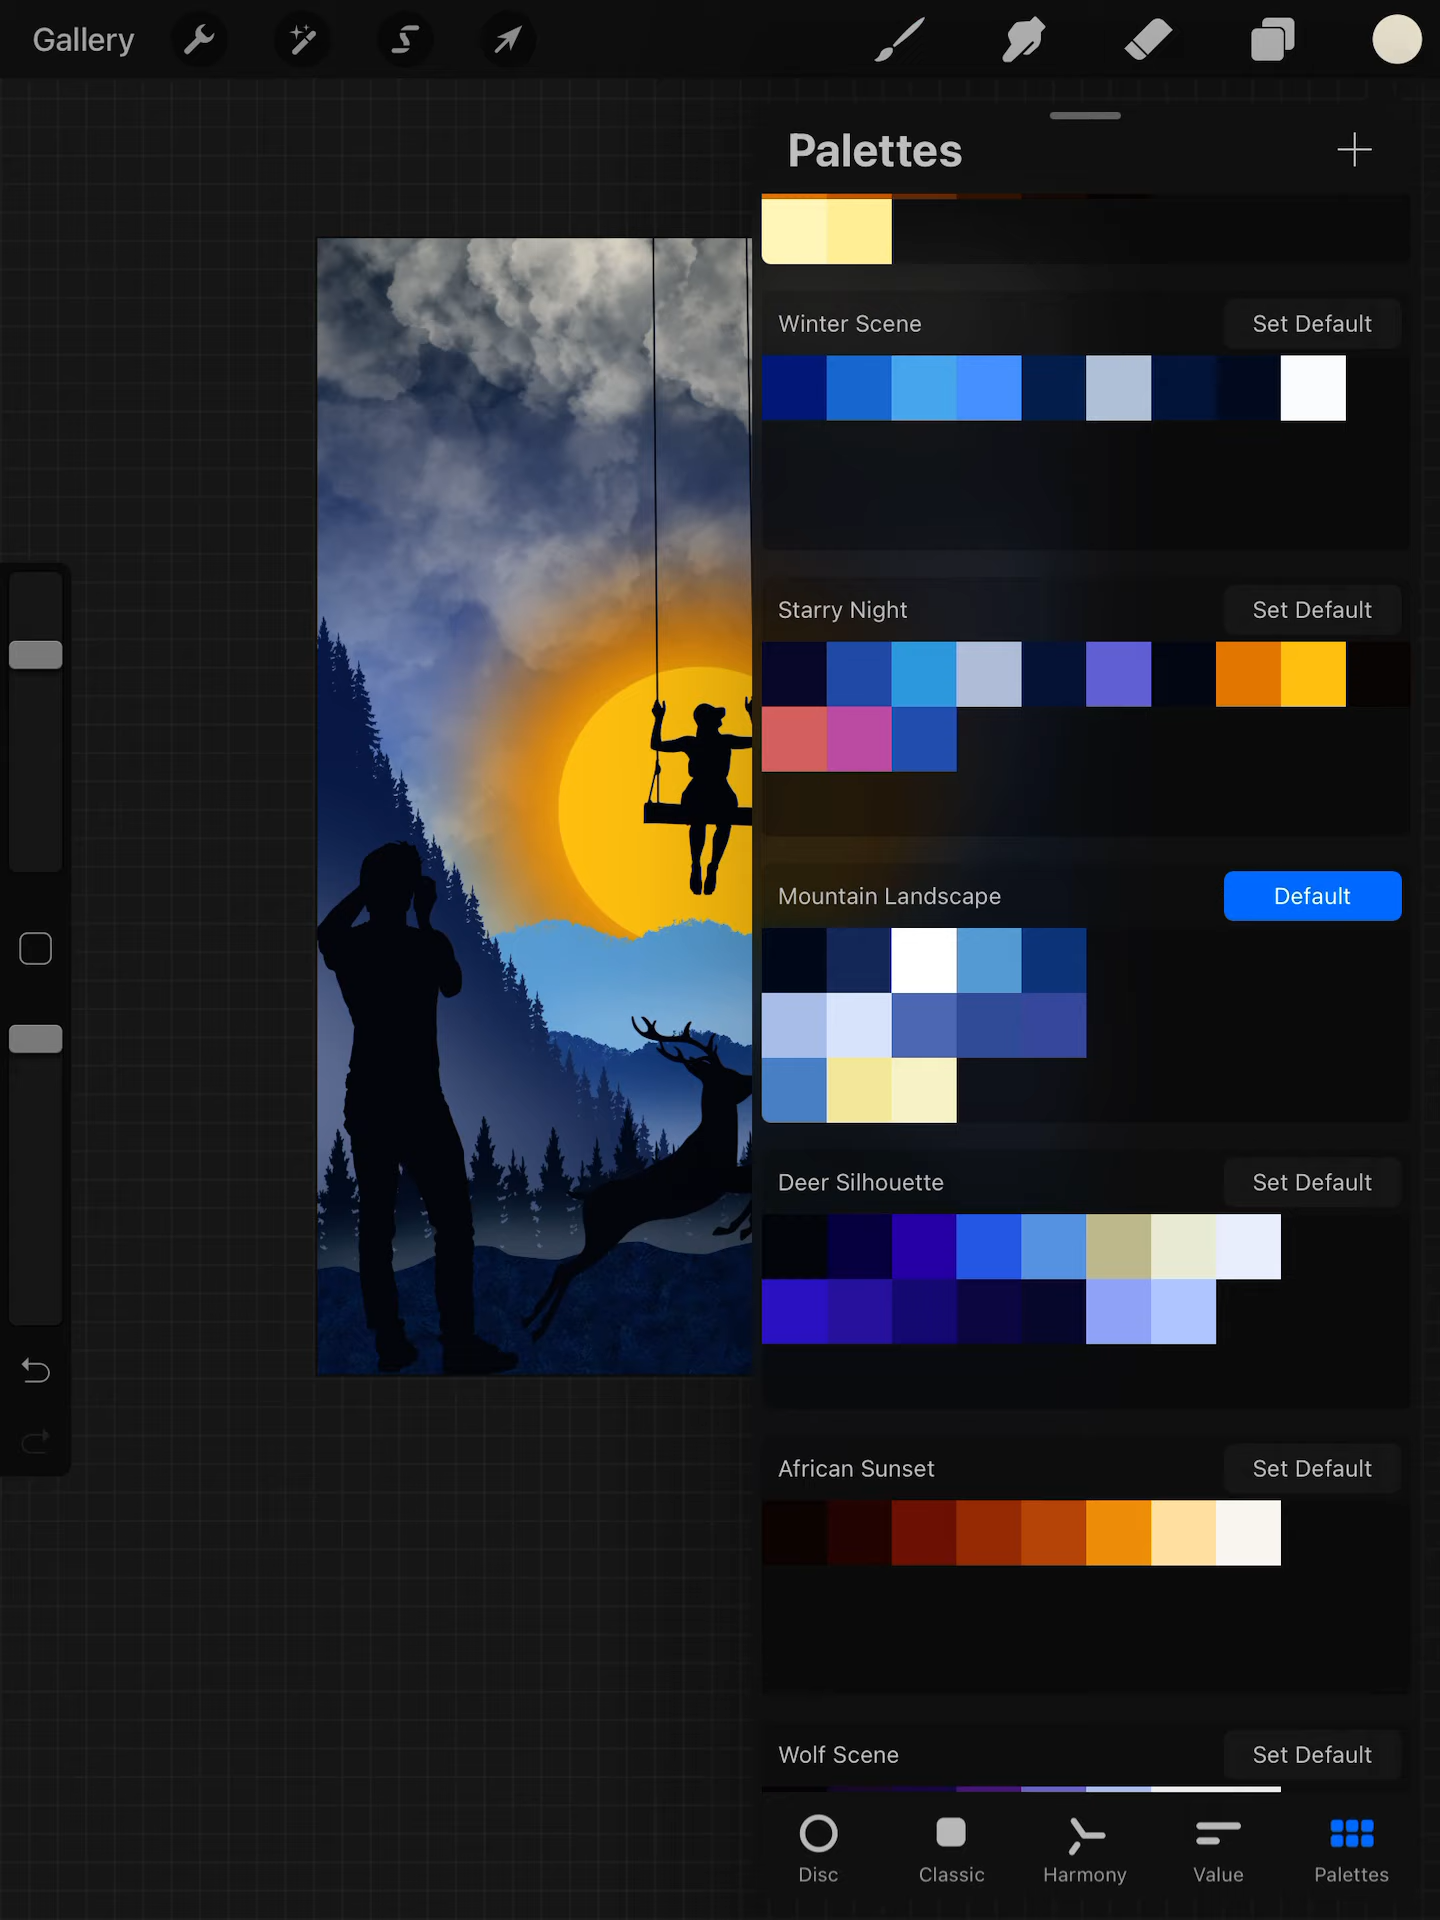 Gallery
Palettes
Winter Scene
Set Default
Starry Night
Set Default
Mountain Landscape
Default
Deer Silhouette
Set Default
African Sunset
Set Default
Wolf Scene
Set Default
Disc
Classic
Harmony
Value
Palettes